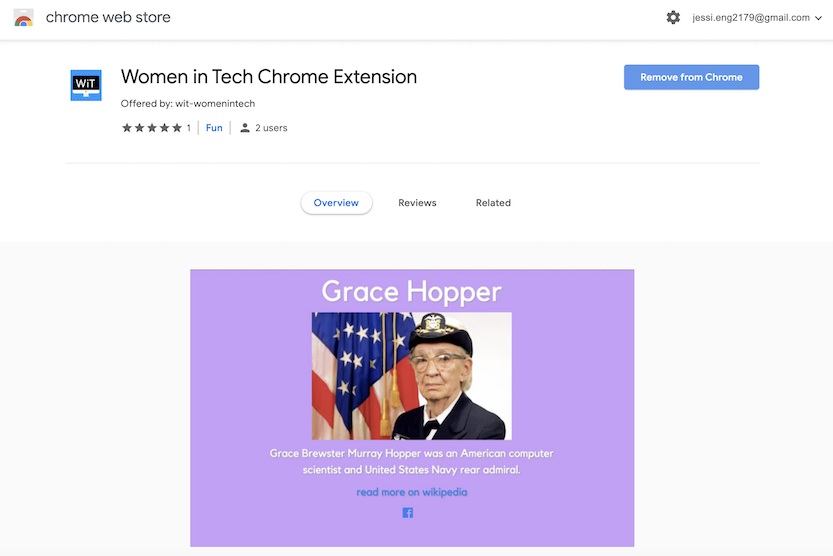 chrome web store
jessi.eng2179@gmail.com
WiT
Women in Tech Chrome Extension
Remove from Chrome
Offered by: wit-womenintech
1 Fun 2 users
Overview Reviews Related
Grace Hopper
Grace Brewster Murray Hopper was an American computer
scientist and United States Navy rear admiral.
read more on wikipedia